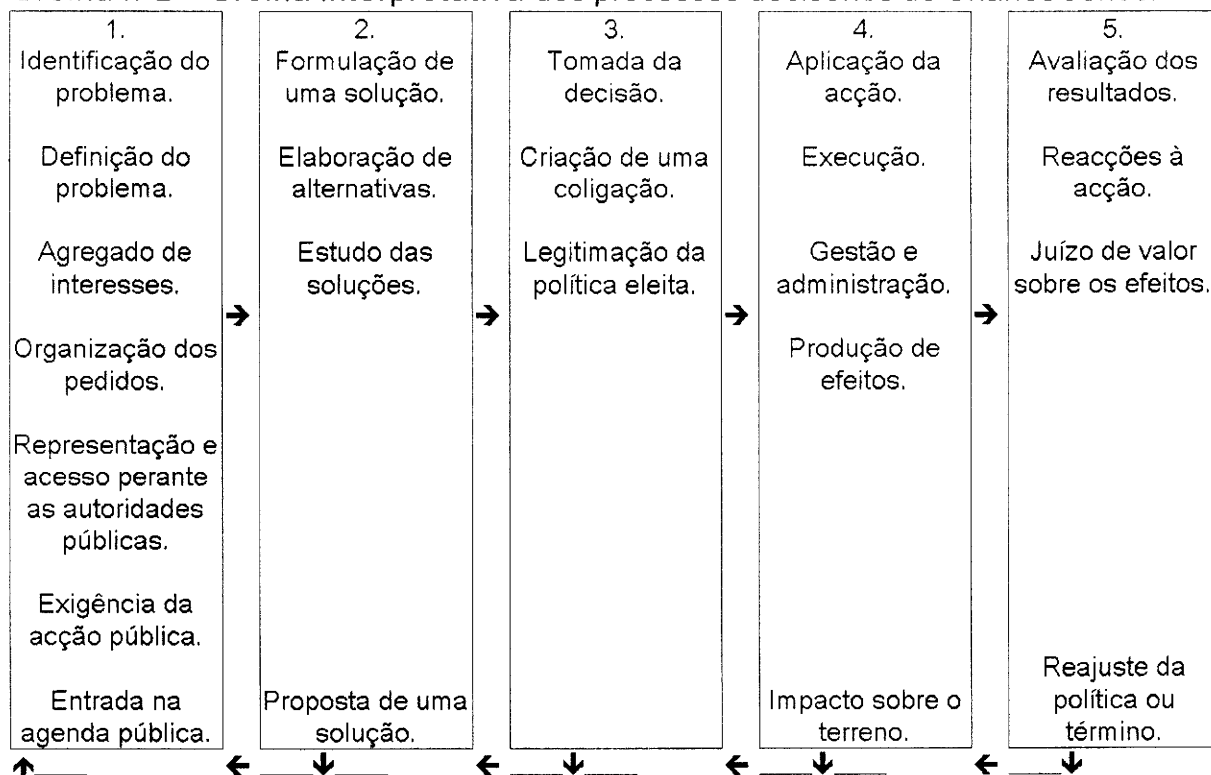 1.
Identificação do
problema.
Definição do
problema.
Agregado de
interesses.
Organização dos
pedidos.
Representação e
acesso perante
as autoridades
públicas.
Exigência da
acção pública.
Entrada na
agenda pública.
2.
Formulação de
uma solução.
Elaboração de
alternativas.
Estudo das
soluções.
Proposta de uma
solução.
3.
Tomada da
decisão.
Criação de uma
coligação.
Legitimação da
política eleita.
4.
Aplicação da
acção.
Execução.
Gestão e
administração.
Produção de
efeitos.
Impacto sobre o
terreno.
5.
Avaliação dos
resultados.
Reacções à
acção.
Juízo de valor
sobre os efeitos.
Reajuste da
política ou
término.